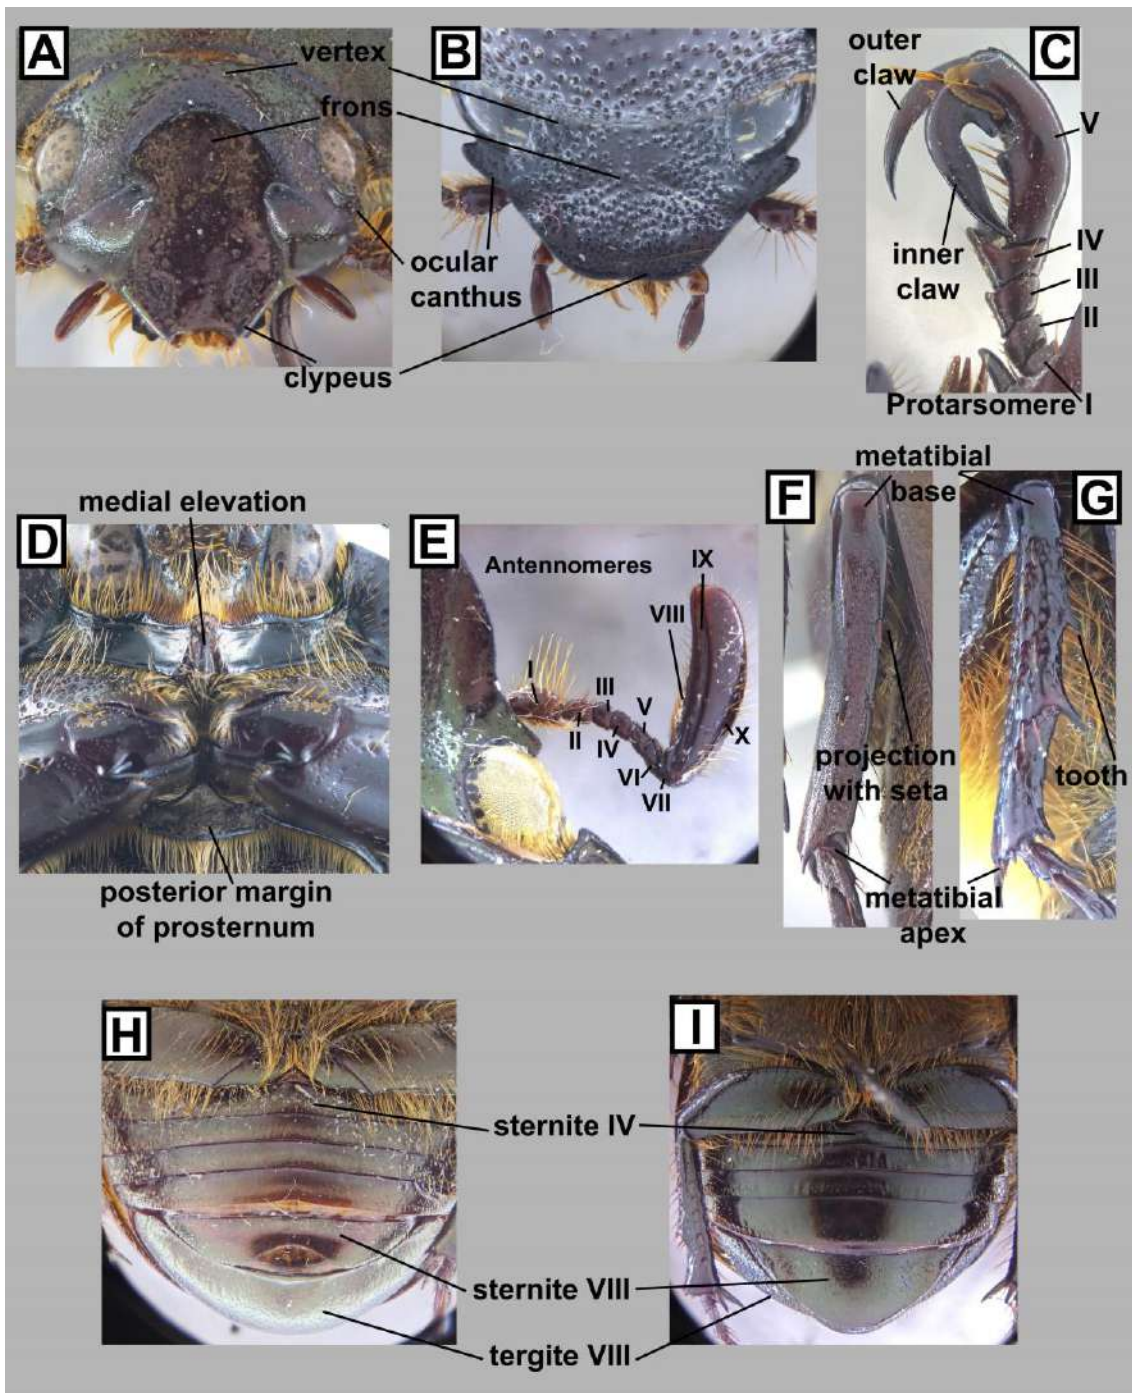 A
B
C
vertex
frons
ocular
canthus
clypeus
outer
claw
V
IV
III
II
inner
claw
Protarsomere I
D
medial elevation
posterior margin
of prosternum
E
Antennomeres
I
II
III
IV
V
VI
VII
VIII
IX
X
F
G
metatibial
base
projection
with seta
tooth
metatibial
apex
H
I
sternite IV
sternite VIII
tergite VIII